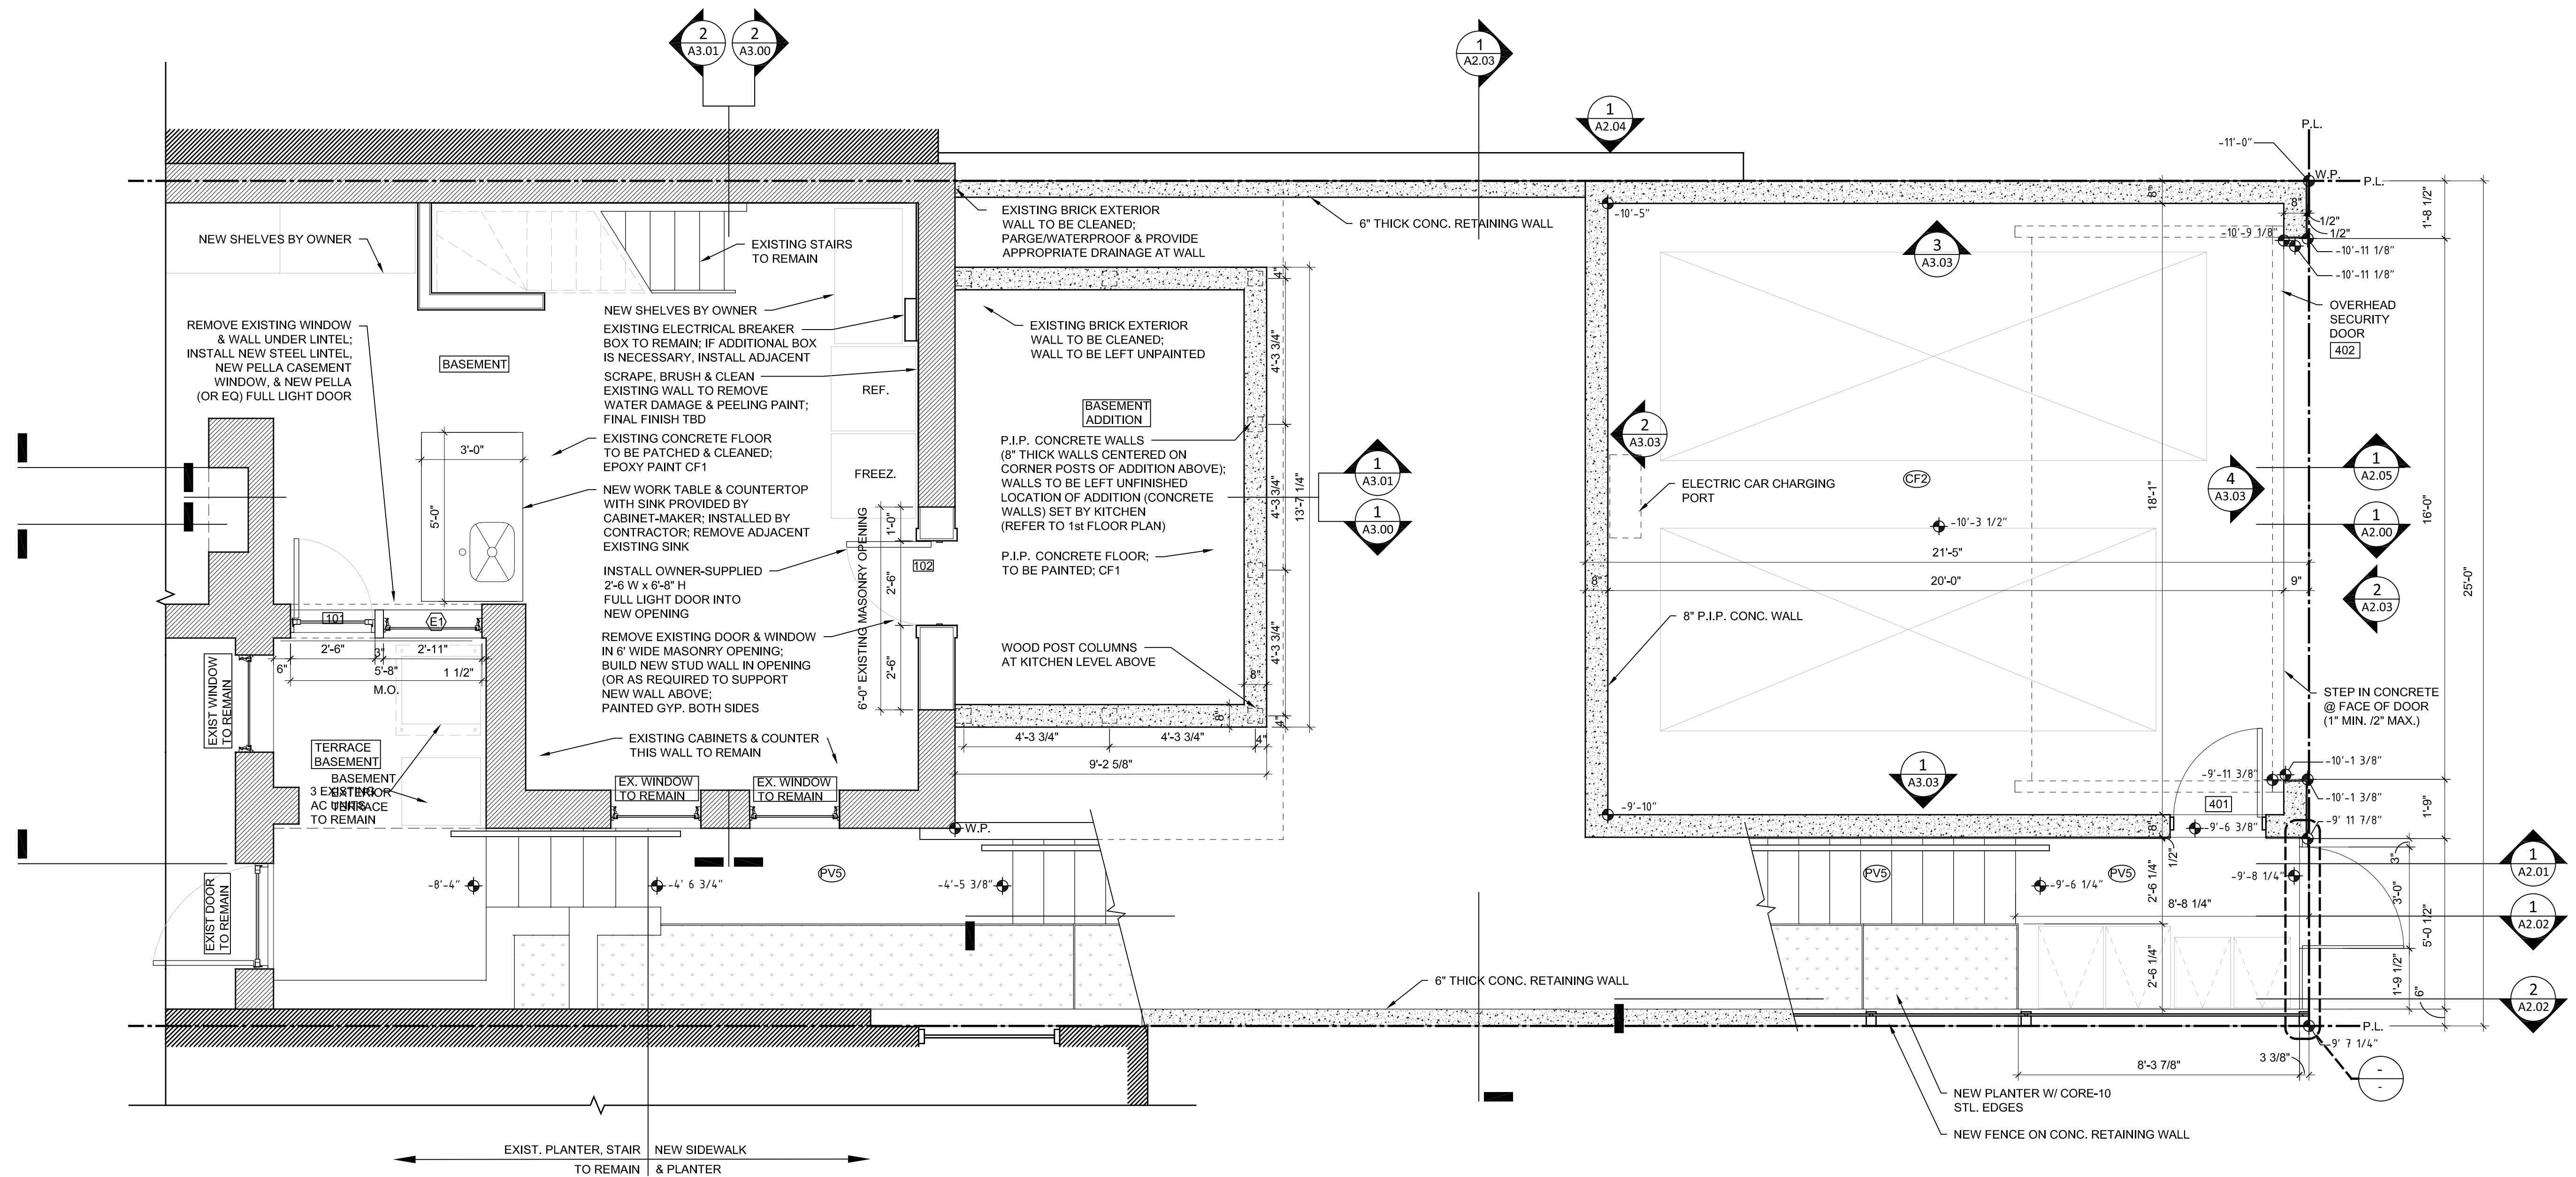 2
A3.01
2
A3.00
1
A2.03
1
A2.04
P.L.
-11'-0"
W.P.
P.L.
NEW SHELVES BY OWNER
EXISTING STAIRS
TO REMAIN
EXISTING BRICK EXTERIOR
WALL TO BE CLEANED;
PARGE/WATERPROOF & PROVIDE
APPROPRIATE DRAINAGE AT WALL
6" THICK CONC. RETAINING WALL
-10'-5"
8"
8"
1/2"
1/2"
1'-8 1/2"
-10'-9 1/8"
-10'-11 1/8"
-10'-11 1/8"
3
A3.03
OVERHEAD
SECURITY
DOOR
402
REMOVE EXISTING WINDOW
& WALL UNDER LINTEL;
INSTALL NEW STEEL LINTEL,
NEW PELLA CASEMENT
WINDOW, & NEW PELLA
(OR EQ) FULL LIGHT DOOR
BASEMENT
NEW SHELVES BY OWNER
EXISTING ELECTRICAL BREAKER
BOX TO REMAIN; IF ADDITIONAL BOX
IS NECESSARY, INSTALL ADJACENT
SCRAPE, BRUSH & CLEAN
EXISTING WALL TO REMOVE
WATER DAMAGE & PEELING PAINT;
FINAL FINISH TBD
REF.
EXISTING CONCRETE FLOOR
TO BE PATCHED & CLEANED;
EPOXY PAINT CF1
FREEZ.
NEW WORK TABLE & COUNTERTOP
WITH SINK PROVIDED BY
CABINET-MAKER; INSTALLED BY
CONTRACTOR; REMOVE ADJACENT
EXISTING SINK
3'-0"
5'-0"
INSTALL OWNER-SUPPLIED
2'-6 W x 6'-8" H
FULL LIGHT DOOR INTO
NEW OPENING
REMOVE EXISTING DOOR & WINDOW
IN 6' WIDE MASONRY OPENING;
BUILD NEW STUD WALL IN OPENING
(OR AS REQUIRED TO SUPPORT
NEW WALL ABOVE;
PAINTED GYP. BOTH SIDES
6'-0" EXISTING MASONRY OPENING
1'-0"
2'-6"
2'-6"
102
EXISTING CABINETS & COUNTER
THIS WALL TO REMAIN
EX. WINDOW
TO REMAIN
EX. WINDOW
TO REMAIN
EXISTING BRICK EXTERIOR
WALL TO BE CLEANED;
WALL TO BE LEFT UNPAINTED
BASEMENT
ADDITION
P.I.P. CONCRETE WALLS
(8" THICK WALLS CENTERED ON
CORNER POSTS OF ADDITION ABOVE);
WALLS TO BE LEFT UNFINISHED
LOCATION OF ADDITION (CONCRETE
WALLS) SET BY KITCHEN
(REFER TO 1st FLOOR PLAN)
P.I.P. CONCRETE FLOOR;
TO BE PAINTED; CF1
WOOD POST COLUMNS
AT KITCHEN LEVEL ABOVE
4"
4'-3 3/4"
4'-3 3/4"
4'-3 3/4"
4"
13'-7 1/4"
8"
8"
4'-3 3/4"
4'-3 3/4"
4"
9'-2 5/8"
1
A3.01
1
A3.00
2
A3.03
ELECTRIC CAR CHARGING
PORT
CF2
4
A3.03
18'-1"
-10'-3 1/2"
21'-5"
8"
20'-0"
9"
8" P.I.P. CONC. WALL
1
A2.05
1
A2.00
2
A2.03
16'-0"
25'-0"
STEP IN CONCRETE
@ FACE OF DOOR
(1" MIN. /2" MAX.)
101
E1
6"
2'-6"
3"
2'-11"
5'-8"
1 1/2"
M.O.
EXIST WINDOW
TO REMAIN
TERRACE
BASEMENT
BASEMENT
EXTERIOR
TERRACE
3 EXISTING
AC UNITS
TO REMAIN
EXIST DOOR
TO REMAIN
W.P.
-9'-10"
1
A3.03
-9'-11 3/8"
-10'-1 3/8"
-10'-1 3/8"
401
1'-9"
-9' 11 7/8"
8"
-9'-6 3/8"
1/2"
3"
-8'-4"
-4' 6 3/4"
PV5
-4'-5 3/8"
PV5
-9'-6 1/4"
PV5
-9'-8 1/4"
2'-6 1/4"
8'-8 1/4"
2'-6 1/4"
3'-0"
5'-0 1/2"
1'-9 1/2"
6"
1
A2.01
1
A2.02
2
A2.02
6" THICK CONC. RETAINING WALL
P.L.
-9' 7 1/4"
3 3/8"
8'-3 7/8"
-
-
NEW PLANTER W/ CORE-10
STL. EDGES
NEW FENCE ON CONC. RETAINING WALL
EXIST. PLANTER, STAIR
TO REMAIN
NEW SIDEWALK
& PLANTER